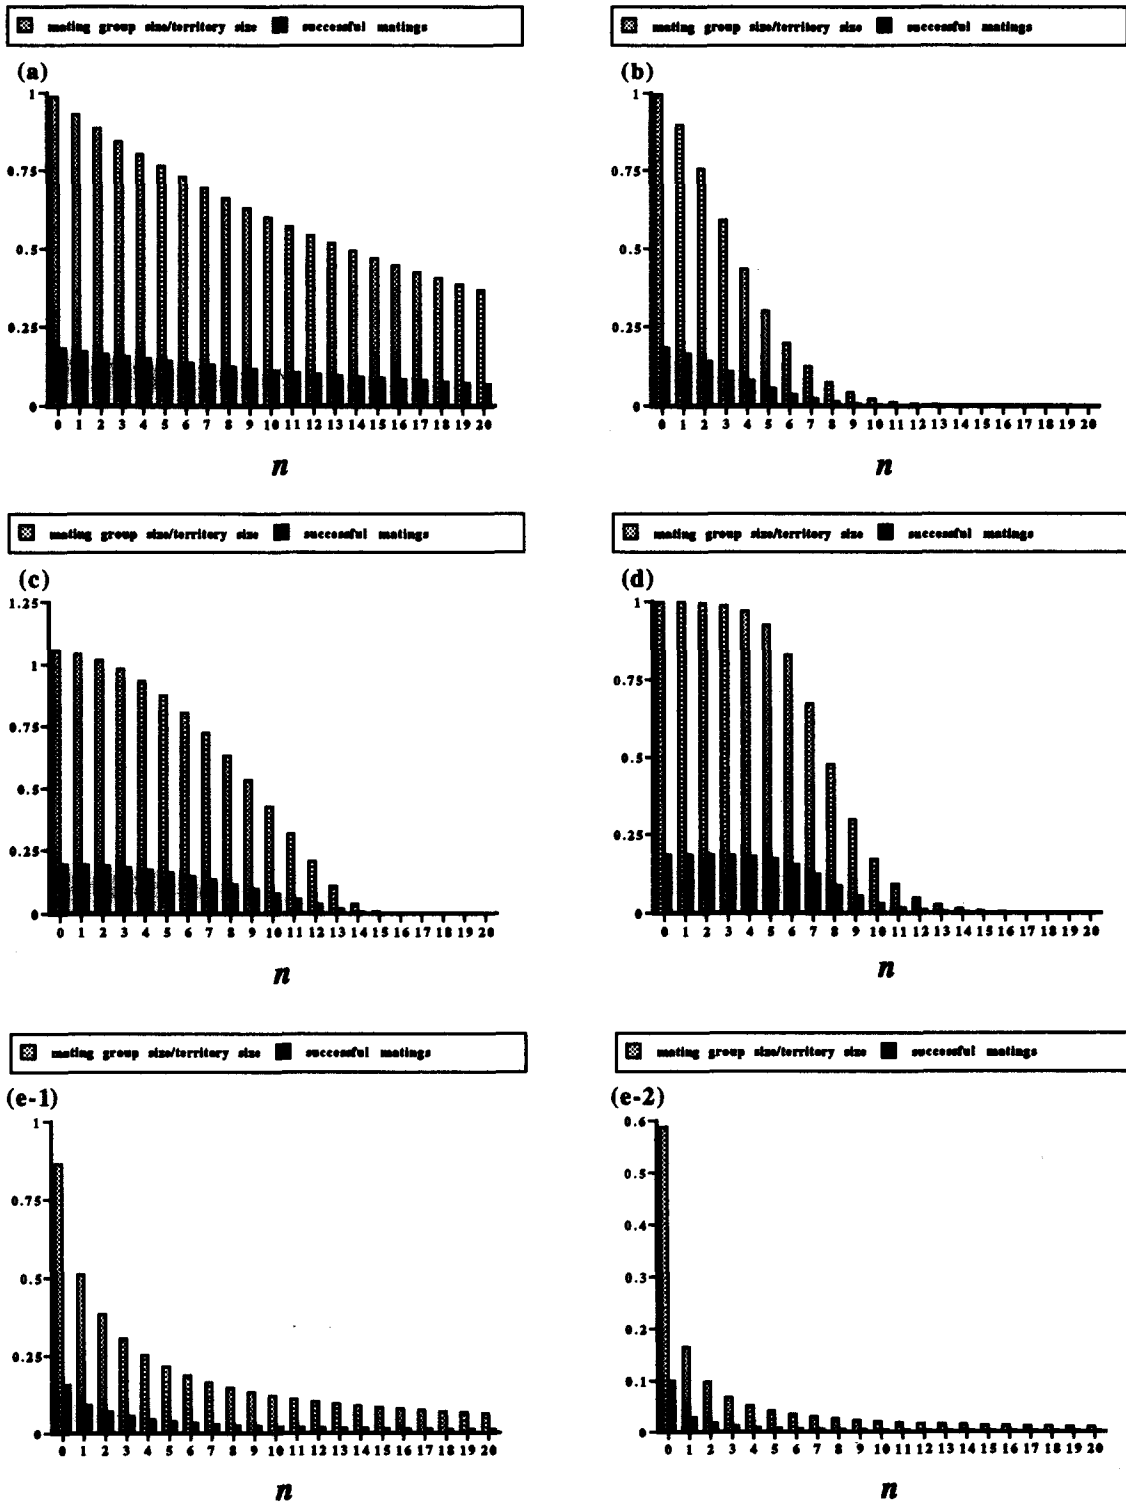 mating group size/territory size successful matings
mating group size/territory size successful matings
(a)
(b)
1
0.75
0.5
0.25
0
0 1 2 3 4 5 6 7 8 9 10 11 12 13 14 15 16 17 18 19 20
n
1
0.75
0.5
0.25
0
0 1 2 3 4 5 6 7 8 9 10 11 12 13 14 15 16 17 18 19 20
n
mating group size/territory size successful matings
mating group size/territory size successful matings
(c)
(d)
1.25
1
0.75
0.5
0.25
0
0 1 2 3 4 5 6 7 8 9 10 11 12 13 14 15 16 17 18 19 20
n
1
0.75
0.5
0.25
0
0 1 2 3 4 5 6 7 8 9 10 11 12 13 14 15 16 17 18 19 20
n
mating group size/territory size successful matings
mating group size/territory size successful matings
(e-1)
(e-2)
1
0.75
0.5
0.25
0
0 1 2 3 4 5 6 7 8 9 10 11 12 13 14 15 16 17 18 19 20
n
0.6
0.5
0.4
0.3
0.2
0.1
0
0 1 2 3 4 5 6 7 8 9 10 11 12 13 14 15 16 17 18 19 20
n